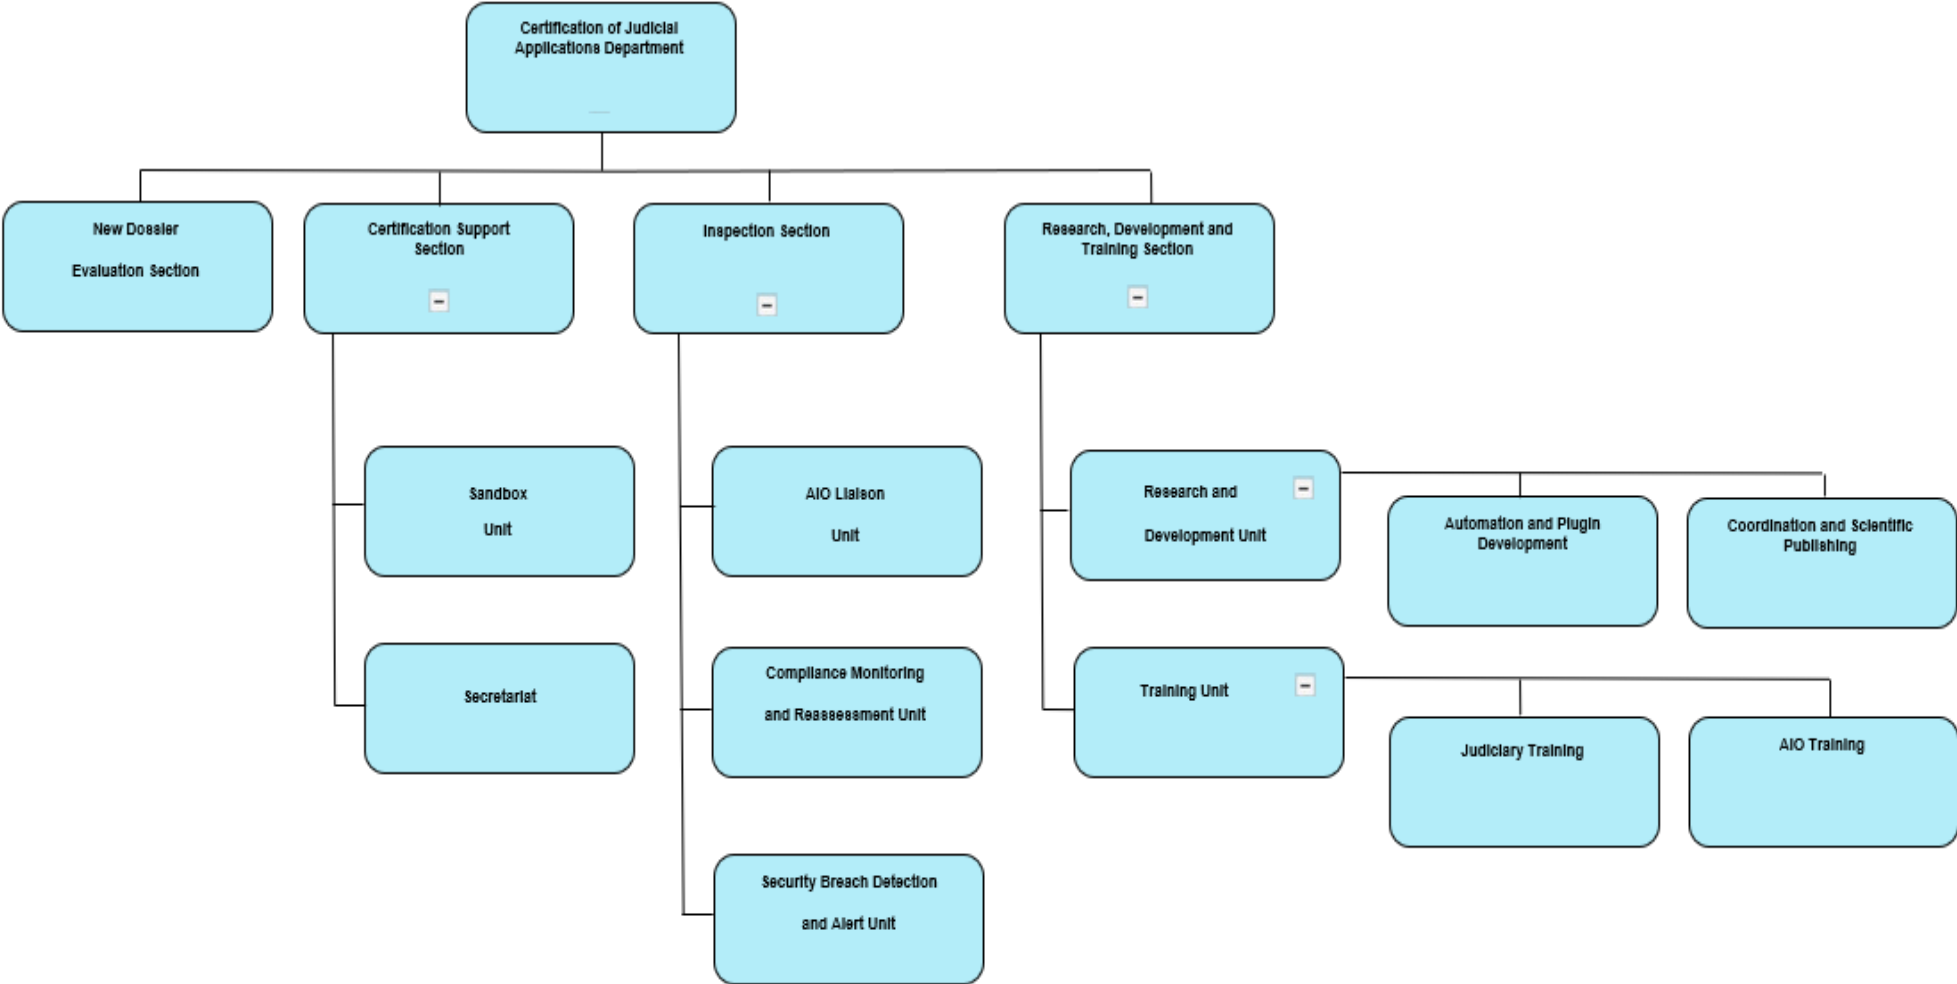 Certification of Judicial
Applications Department
New Dossier
Evaluation Section
Certification Support
Section
Inspection Section
Research, Development and
Training Section
Sandbox
Unit
AIO Liaison
Unit
Research and
Development Unit
Automation and Plugin
Development
Coordination and Scientific
Publishing
Secretariat
Compliance Monitoring
and Reassessment Unit
Training Unit
Judiciary Training
AIO Training
Security Breach Detection
and Alert Unit